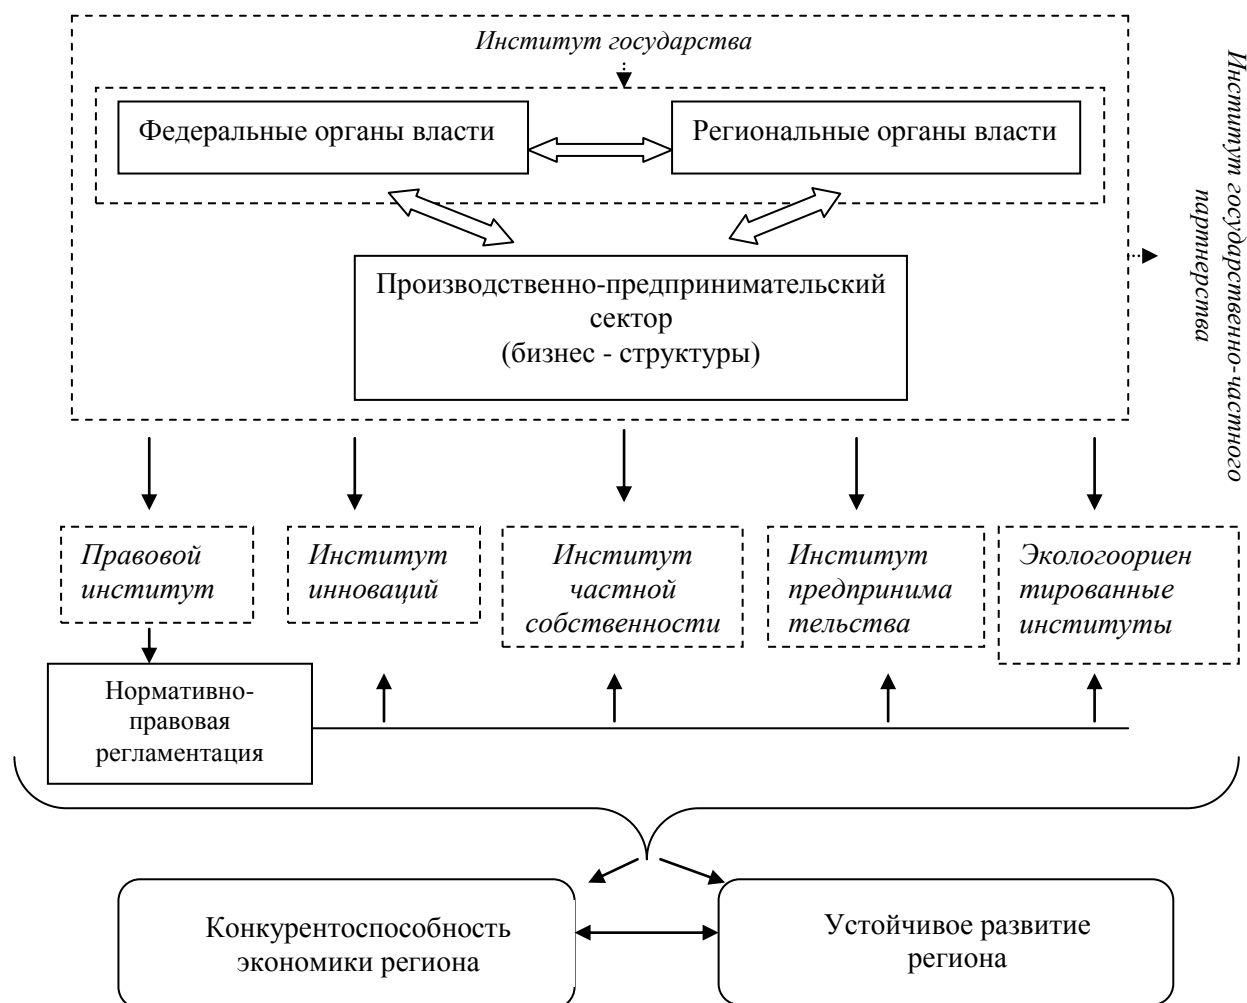 Институт государства
Федеральные органы власти
Региональные органы власти
Институт государственно-частного
партнерства
Производственно-предпринимательский
сектор
(бизнес - структуры)
Правовой
институт
Институт
инноваций
Институт
частной
собственности
Институт
предпринима
тельства
Экологоориен
тированные
институты
Нормативно-
правовая
регламентация
Конкурентоспособность
экономики региона
Устойчивое развитие
региона